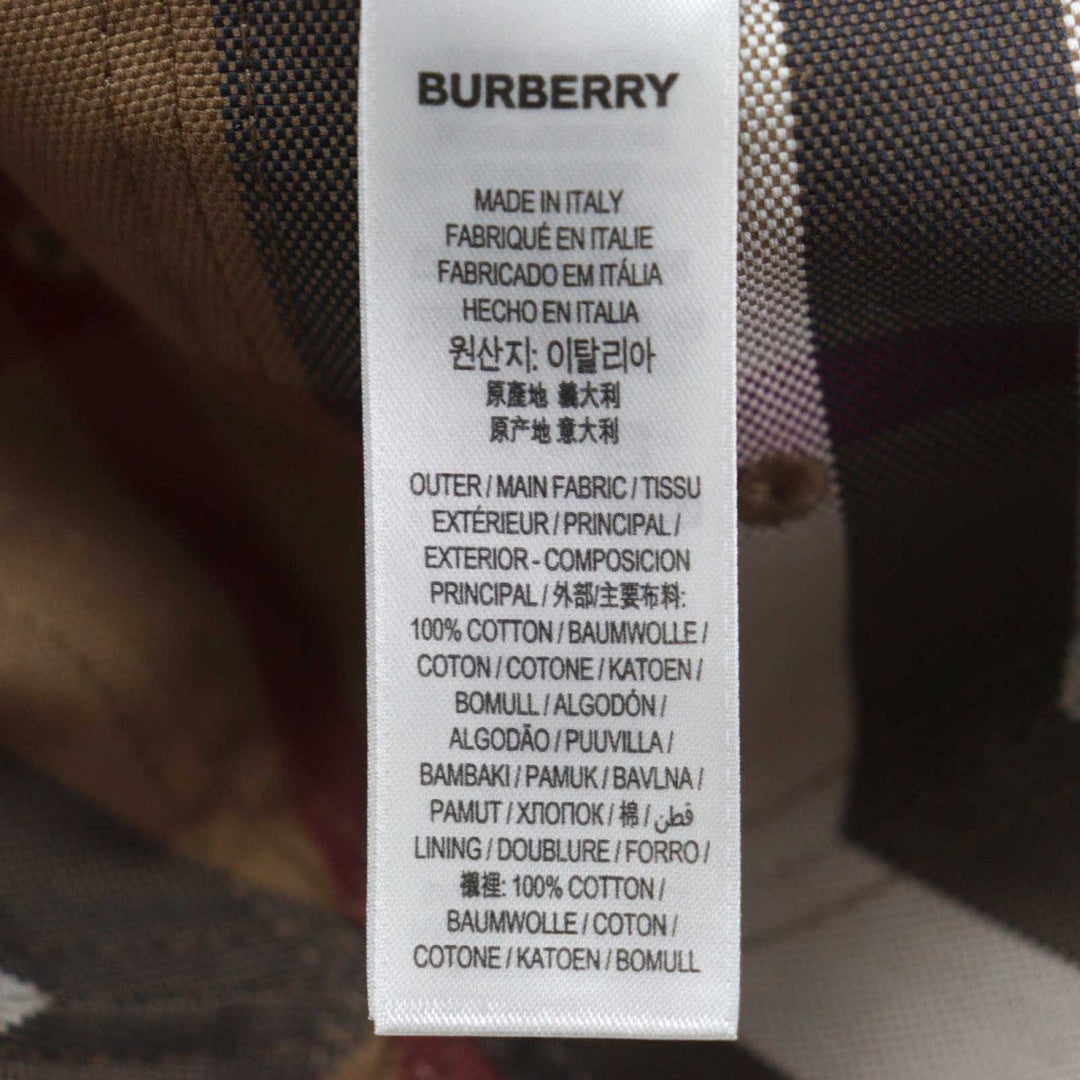 BURBERRY
MADE IN ITALY
FABRIQUÉ EN ITALIE
FABRICADO EM ITÁLIA
HECHO EN ITALIA
원산지: 이탈리아
原產地 義大利
原产地 意大利
OUTER / MAIN FABRIC / TISSU
EXTÉRIEUR / PRINCIPAL /
EXTERIOR - COMPOSICION
PRINCIPAL / 外部/主要布料:
100% COTTON / BAUMWOLLE /
COTON / COTONE / KATOEN /
BOMULL / ALGODÓN /
ALGODÃO / PUUVILLA /
BAMBAKI / PAMUK / BAVLNA /
PAMUT / ХЛОПОК / 棉 / قطن
LINING / DOUBLURE / FORRO /
襯裡: 100% COTTON /
BAUMWOLLE / COTON /
COTONE / KATOEN / BOMULL